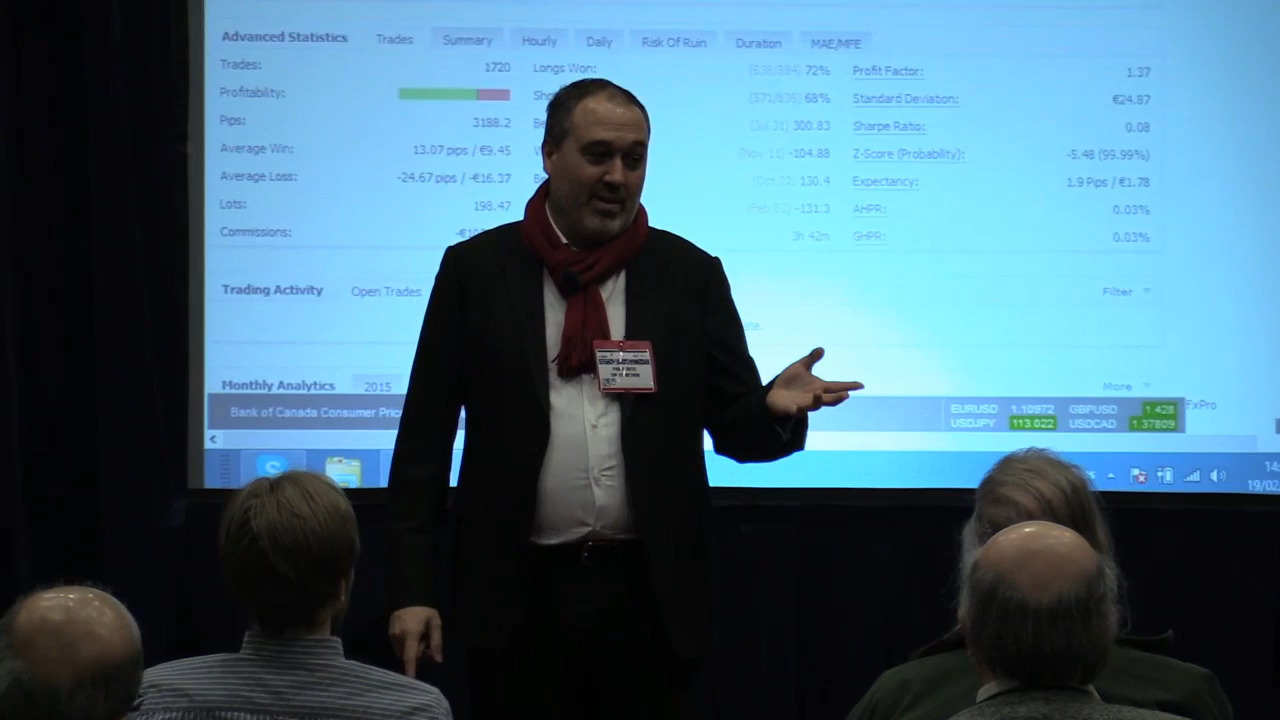 Advanced Statistics Trades Summary Hourly Daily Risk Of Ruin Duration MAE/MFE
Trades: 1720 Longs Won: (638/884) 72% Profit Factor: 1.37
Profitability: (571/836) 68% Standard Deviation: €24.87
Pips: 3188.2 (Jul 21) 300.83 Sharpe Ratio: 0.08
Average Win: 13.07 pips / €9.45 (Nov 11) -104.88 Z-Score (Probability): -5.48 (99.99%)
Average Loss: -24.67 pips / -€16.37 (Oct 22) 130.4 Expectancy: 1.9 Pips / €1.78
Lots: 198.47 (Feb 02) -131.3 AHPR: 0.03%
Commissions: 3h 42m GHPR: 0.03%
Trading Activity Open Trades Filter
Monthly Analytics 2015 More
Bank of Canada Consumer Price EURUSD 1.10972 GBPUSD 1.428 FxPro
USDJPY 113.022 USDCAD 1.37809
19/02